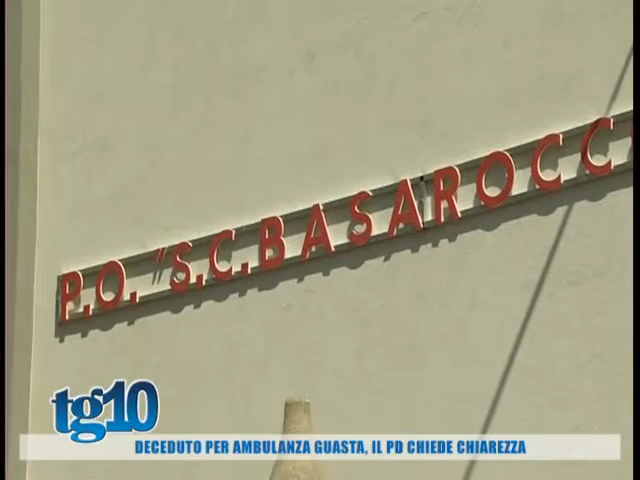 P.O. "S.C.BASAROCC
tg10
DECEDUTO PER AMBULANZA GUASTA, IL PD CHIEDE CHIAREZZA